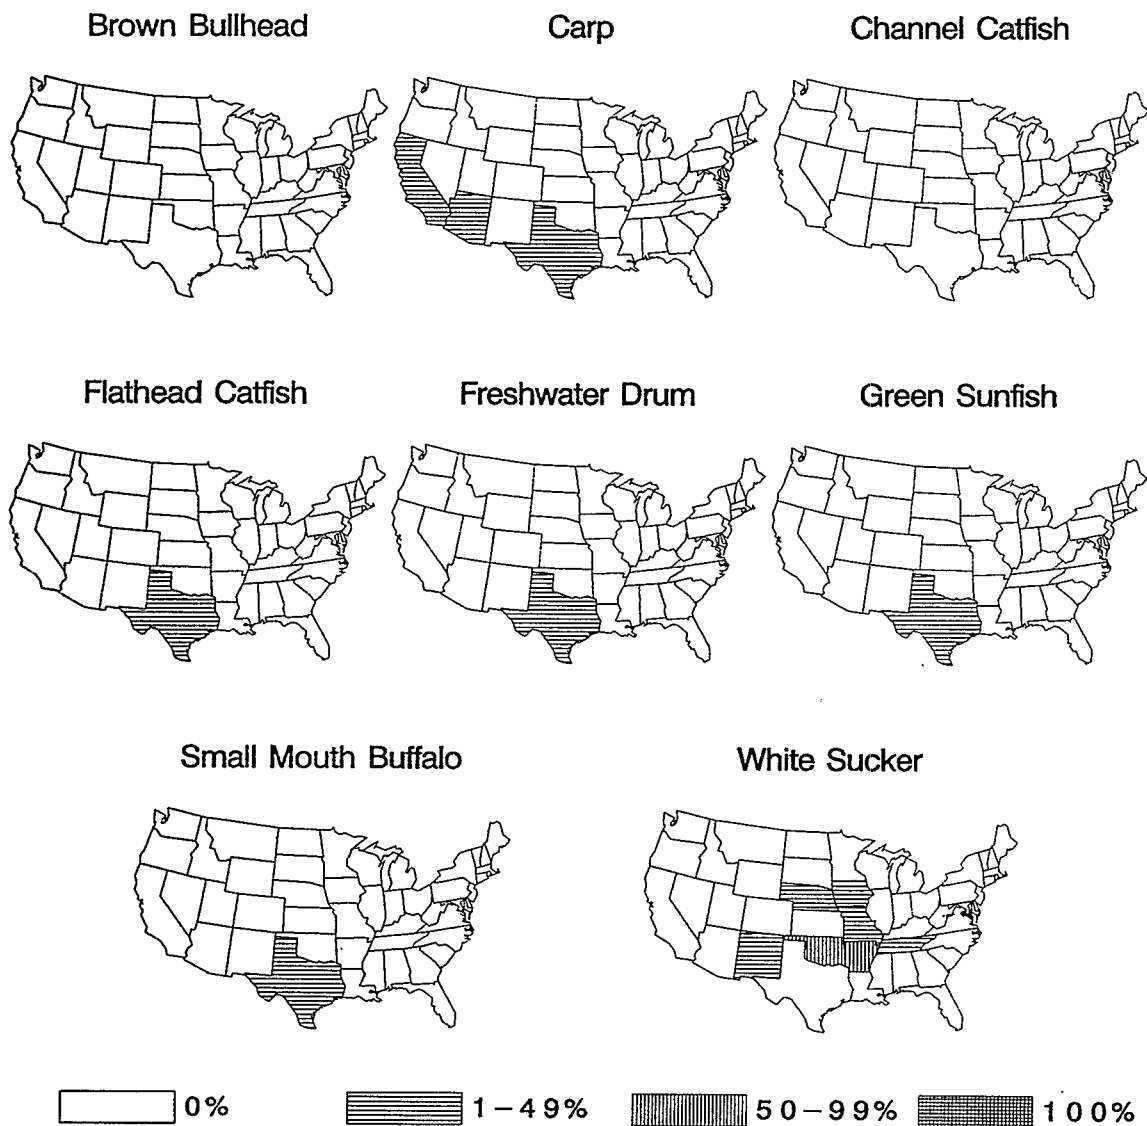 Brown Bullhead
Carp
Channel Catfish
Flathead Catfish
Freshwater Drum
Green Sunfish
Small Mouth Buffalo
White Sucker
0%
1-49%
50-99%
100%